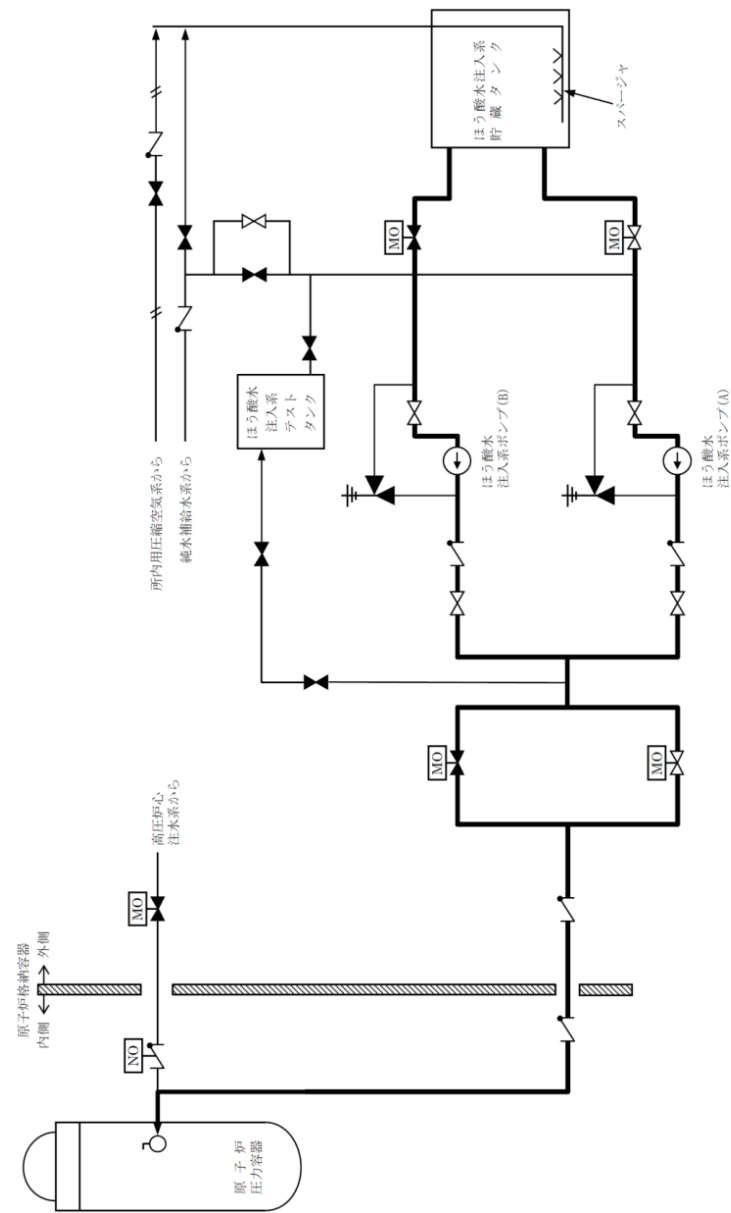 ほう酸水注入系
貯蔵タンク
スパージャ
MO
MO
ほう酸水
注入系
テスト
タンク
ほう酸水
注入系ポンプ(B)
ほう酸水
注入系ポンプ(A)
所内用圧縮空気系から
純水補給水系から
MO
MO
高圧炉心
注水系から
MO
原子炉格納容器
内側
外側
NO
原子炉
圧力容器